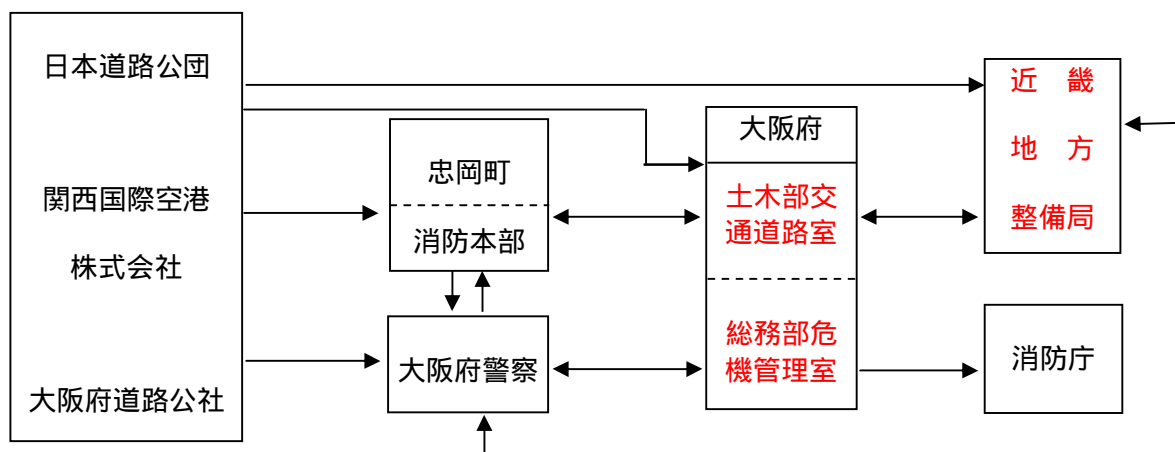 日本道路公団
関西国際空港
株式会社
大阪府道路公社
忠岡町
消防本部
大阪府警察
大阪府
土木部交
通道路室
総務部危
機管理室
近　畿
地　方
整備局
消防庁